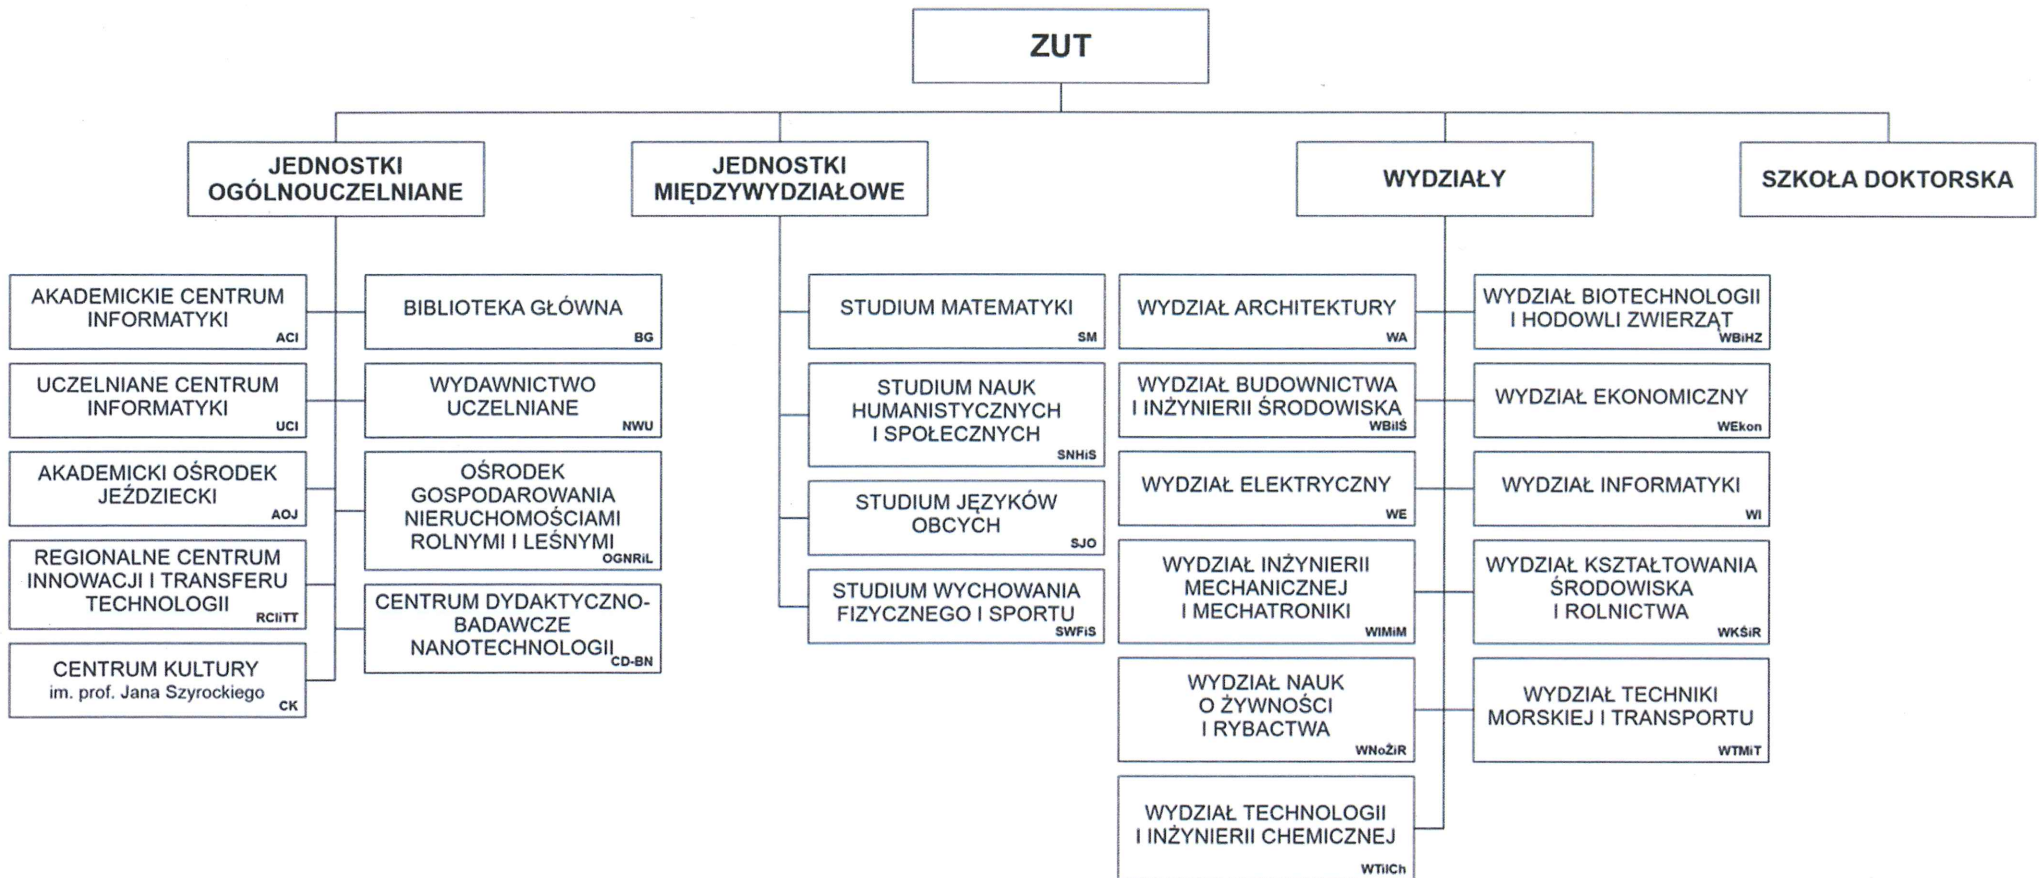 ZUT
JEDNOSTKI
OGÓLNOUCZELNIANE
JEDNOSTKI
MIĘDZYWYDZIAŁOWE
WYDZIAŁY
SZKOŁA DOKTORSKA
AKADEMICKIE CENTRUM
INFORMATYKI
ACI
BIBLIOTEKA GŁÓWNA
BG
UCZELNIANE CENTRUM
INFORMATYKI
UCI
WYDAWNICTWO
UCZELNIANE
NWU
AKADEMICKI OŚRODEK
JEŹDZIECKI
AOJ
OŚRODEK
GOSPODAROWANIA
NIERUCHOMOŚCIAMI
ROLNYMI I LEŚNYMI
OGNRiL
REGIONALNE CENTRUM
INNOWACJI I TRANSFERU
TECHNOLOGII
RCIiTT
CENTRUM DYDAKTYCZNO-
BADAWCZE
NANOTECHNOLOGII
CD-BN
CENTRUM KULTURY
im. prof. Jana Szyrockiego
CK
STUDIUM MATEMATYKI
SM
STUDIUM NAUK
HUMANISTYCZNYCH
I SPOŁECZNYCH
SNHiS
STUDIUM JĘZYKÓW
OBCYCH
SJO
STUDIUM WYCHOWANIA
FIZYCZNEGO I SPORTU
SWFiS
WYDZIAŁ ARCHITEKTURY
WA
WYDZIAŁ BIOTECHNOLOGII
I HODOWLI ZWIERZĄT
WBiHZ
WYDZIAŁ BUDOWNICTWA
I INŻYNIERII ŚRODOWISKA
WBiIŚ
WYDZIAŁ EKONOMICZNY
WEkon
WYDZIAŁ ELEKTRYCZNY
WE
WYDZIAŁ INFORMATYKI
WI
WYDZIAŁ INŻYNIERII
MECHANICZNEJ
I MECHATRONIKI
WIMiM
WYDZIAŁ KSZTAŁTOWANIA
ŚRODOWISKA
I ROLNICTWA
WKŚiR
WYDZIAŁ NAUK
O ŻYWNOŚCI
I RYBACTWA
WNoŻiR
WYDZIAŁ TECHNIKI
MORSKIEJ I TRANSPORTU
WTMiT
WYDZIAŁ TECHNOLOGII
I INŻYNIERII CHEMICZNEJ
WTiICh